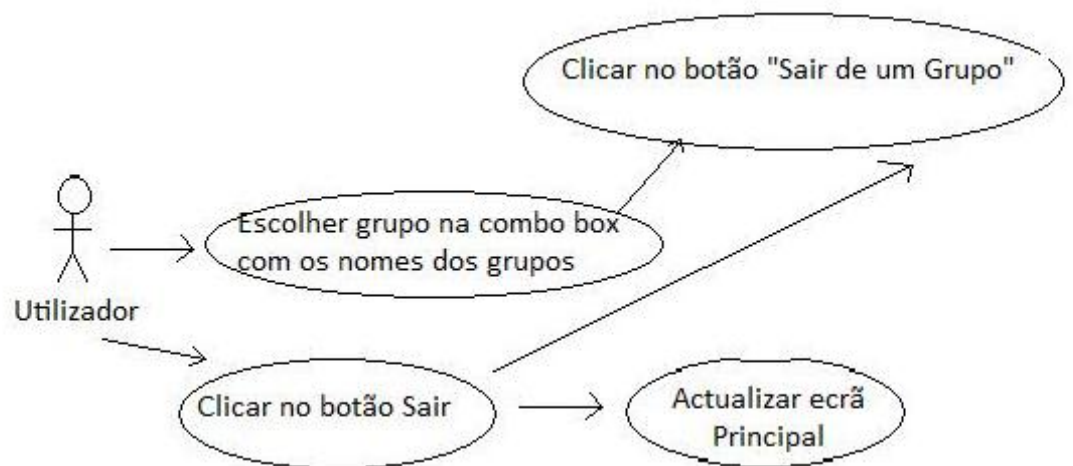 Clicar no botão "Sair de um Grupo"
Escolher grupo na combo box
com os nomes dos grupos
Utilizador
Clicar no botão Sair
Actualizar ecrã
Principal